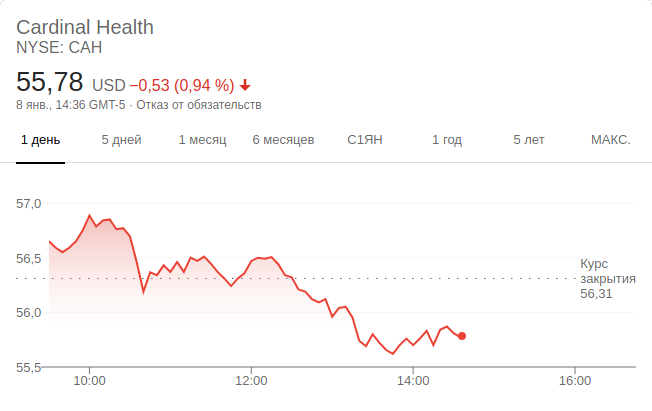 Cardinal Health
NYSE: CAH
55,78 USD −0,53 (0,94 %)
8 янв., 14:36 GMT-5 · Отказ от обязательств
1 день 5 дней 1 месяц 6 месяцев С1ЯН 1 год 5 лет МАКС.
57,0
56,5
Курс
закрытия
56,31
56,0
55,5
10:00 12:00 14:00 16:00